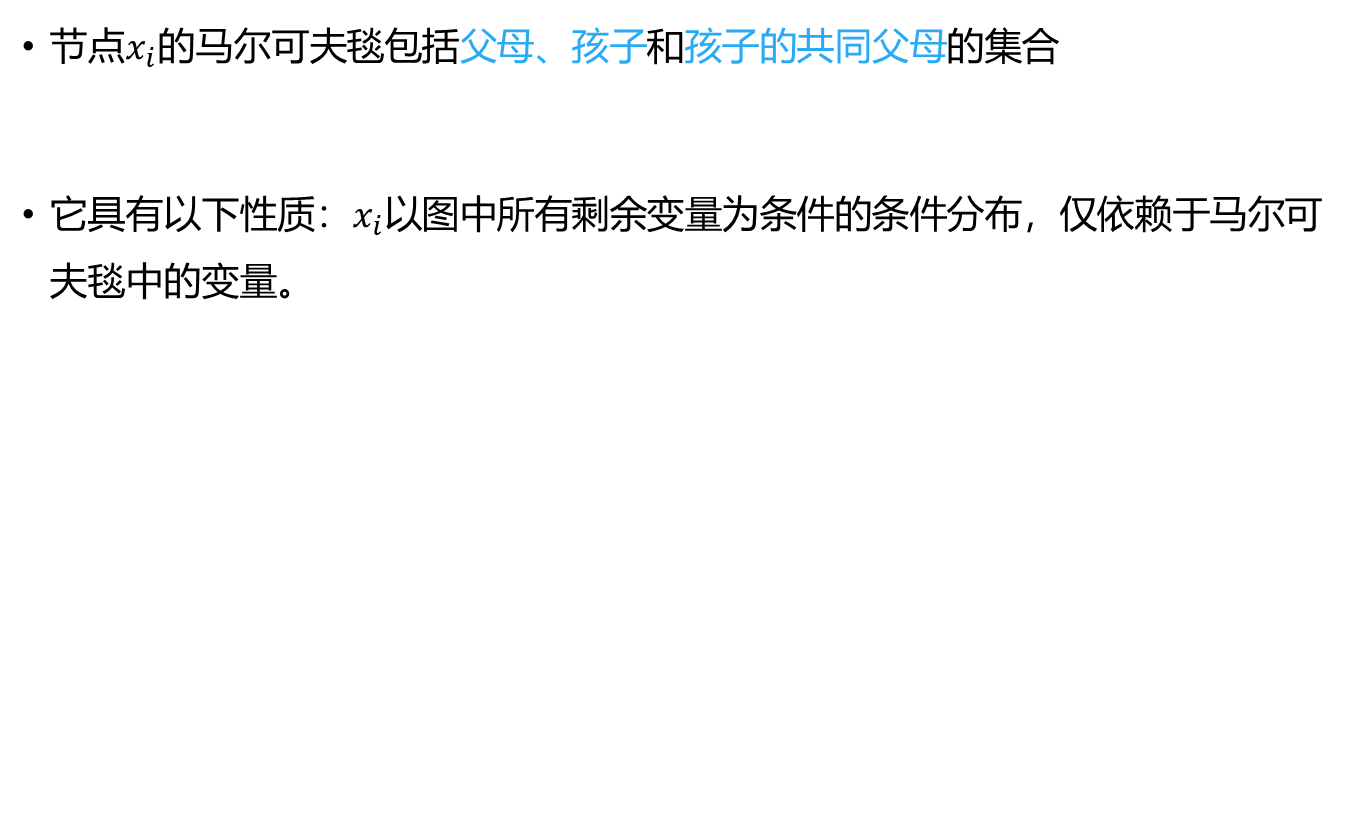 • 节点xᵢ的马尔可夫毯包括父母、孩子和孩子的共同父母的集合
• 它具有以下性质：xᵢ以图中所有剩余变量为条件的条件分布，仅依赖于马尔可
夫毯中的变量。